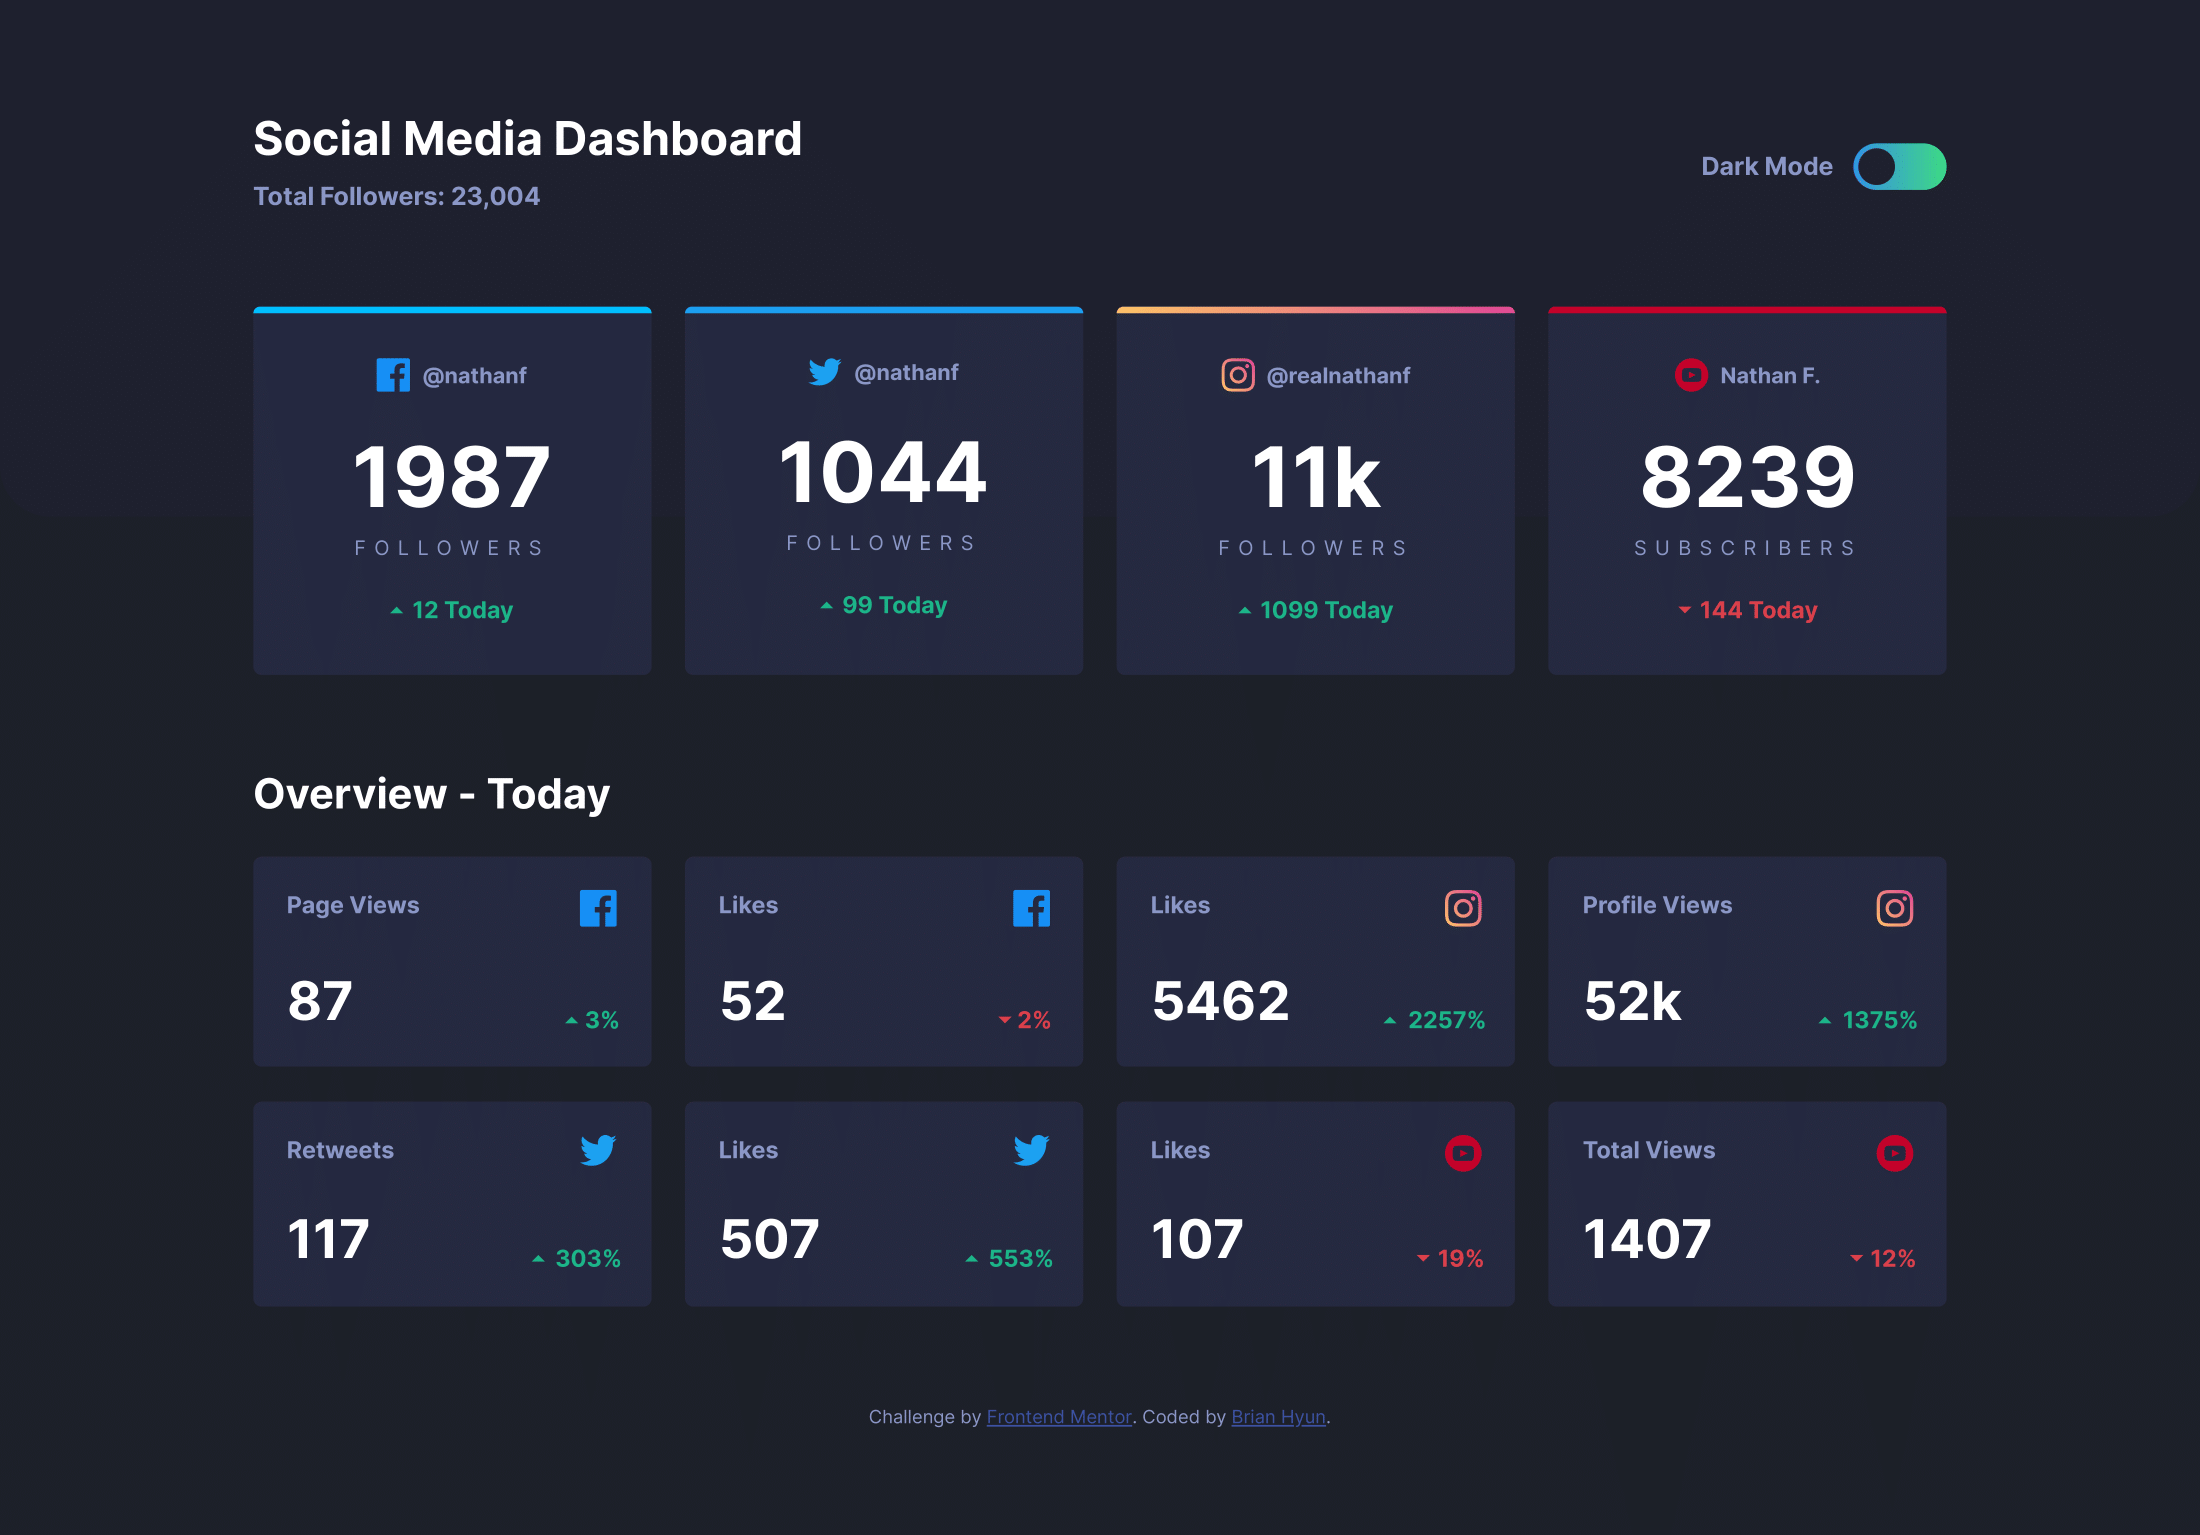 Social Media Dashboard
Total Followers: 23,004
Dark Mode
@nathanf
1987
FOLLOWERS
12 Today
@nathanf
1044
FOLLOWERS
99 Today
@realnathanf
11k
FOLLOWERS
1099 Today
Nathan F.
8239
SUBSCRIBERS
144 Today
Overview - Today
Page Views
87
3%
Likes
52
2%
Likes
5462
2257%
Profile Views
52k
1375%
Retweets
117
303%
Likes
507
553%
Likes
107
19%
Total Views
1407
12%
Challenge by Frontend Mentor. Coded by Brian Hyun.